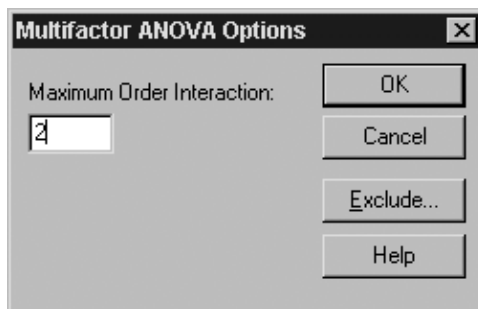 Multifactor ANOVA Options
Maximum Order Interaction:
2
OK
Cancel
Exclude...
Help